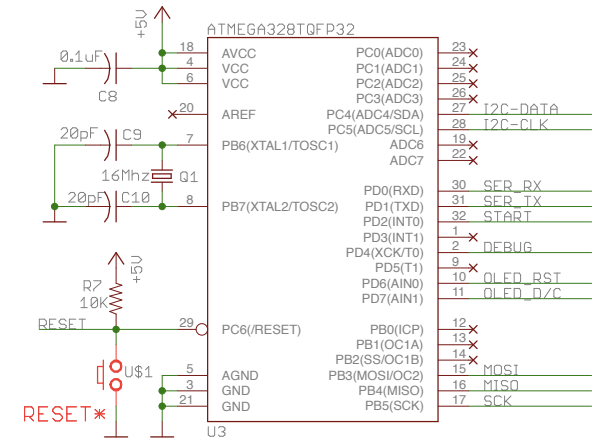 +5V
ATMEGA328TQFP32
0.1uF
C8
18 AVCC PC0(ADC0) 23
4 VCC PC1(ADC1) 24
6 VCC PC2(ADC2) 25
PC3(ADC3) 26
20 AREF PC4(ADC4/SDA) 27 I2C-DATA
PC5(ADC5/SCL) 28 I2C-CLK
20pF C9
7 PB6(XTAL1/TOSC1) ADC6 19
ADC7 22
16Mhz Q1
PD0(RXD) 30 SER_RX
20pF C10
8 PB7(XTAL2/TOSC2) PD1(TXD) 31 SER_TX
PD2(INT0) 32 START
PD3(INT1) 1
PD4(XCK/T0) 2 DEBUG
+5V
PD5(T1) 9
R7
10K
PD6(AIN0) 10 OLED_RST
PD7(AIN1) 11 OLED_D/C
RESET 29 PC6(/RESET) PB0(ICP) 12
PB1(OC1A) 13
PB2(SS/OC1B) 14
U$1
5 AGND PB3(MOSI/OC2) 15 MOSI
3 GND PB4(MISO) 16 MISO
21 GND PB5(SCK) 17 SCK
RESET*
U3